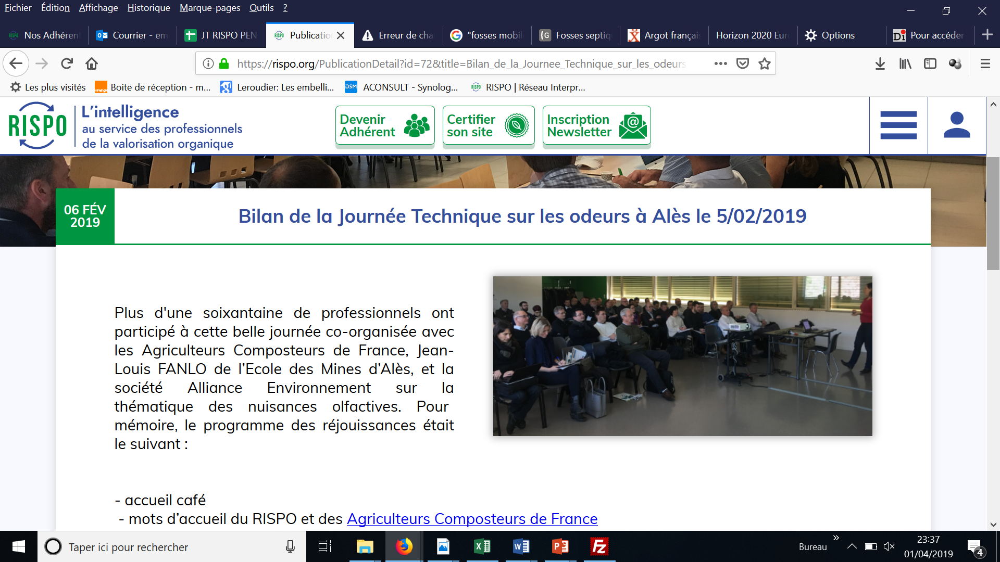 Fichier Édition Affichage Historique Marque-pages Outils ?
Nos Adhéren
Courrier - em
JT RISPO PEN
Publicatio
Erreur de cha
"fosses mobil
Fosses septiq
Argot françai
Horizon 2020 Eur
Options
Pour accéder
https://rispo.org/PublicationDetail?id=72&title=Bilan_de_la_Journee_Technique_sur_les_odeurs
Les plus visités
Boite de réception - m...
Leroudier: Les embelli...
DSM ACONSULT - Synolog...
RISPO | Réseau Interpr...
RISPO
L'intelligence
au service des professionnels
de la valorisation organique
Devenir
Adhérent
Certifier
son site
Inscription
Newsletter
06 FÉV
2019
Bilan de la Journée Technique sur les odeurs à Alès le 5/02/2019
Plus d'une soixantaine de professionnels ont
participé à cette belle journée co-organisée avec
les Agriculteurs Composteurs de France, Jean-
Louis FANLO de l’Ecole des Mines d’Alès, et la
société Alliance Environnement sur la
thématique des nuisances olfactives. Pour
mémoire, le programme des réjouissances était
le suivant :
- accueil café
- mots d’accueil du RISPO et des Agriculteurs Composteurs de France
Taper ici pour rechercher
Bureau
23:37
01/04/2019
4